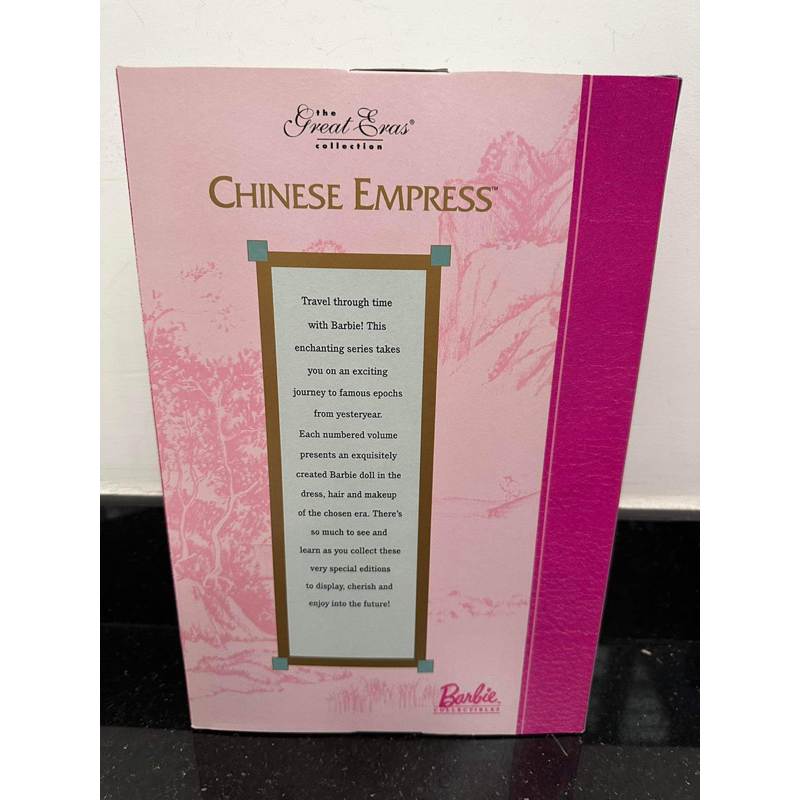 the
Great Eras®
collection
CHINESE EMPRESS™
Travel through time
with Barbie! This
enchanting series takes
you on an exciting
journey to famous epochs
from yesteryear.
Each numbered volume
presents an exquisitely
created Barbie doll in the
dress, hair and makeup
of the chosen era. There's
so much to see and
learn as you collect these
very special editions
to display, cherish and
enjoy into the future!
Barbie
COLLECTIBLES